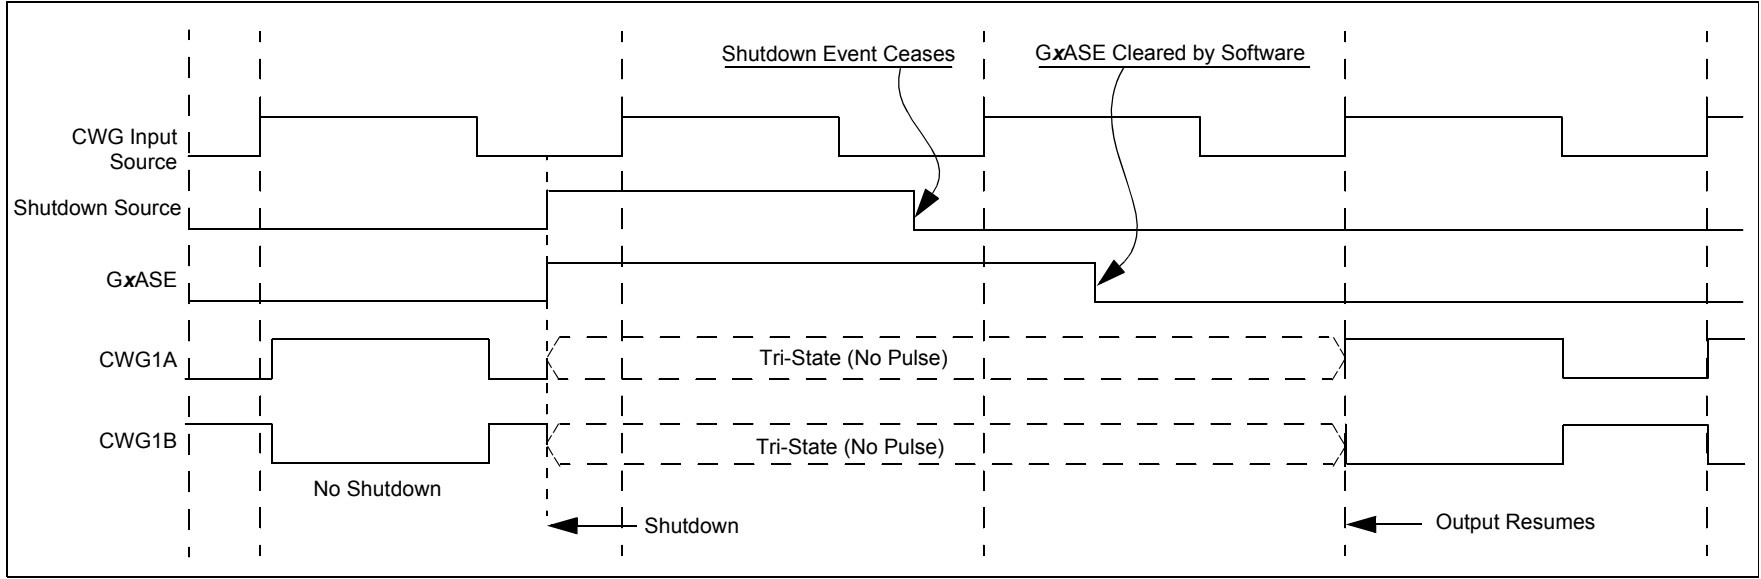 Shutdown Event Ceases
GxASE Cleared by Software
CWG Input
Source
Shutdown Source
GxASE
CWG1A
Tri-State (No Pulse)
CWG1B
Tri-State (No Pulse)
No Shutdown
Shutdown
Output Resumes